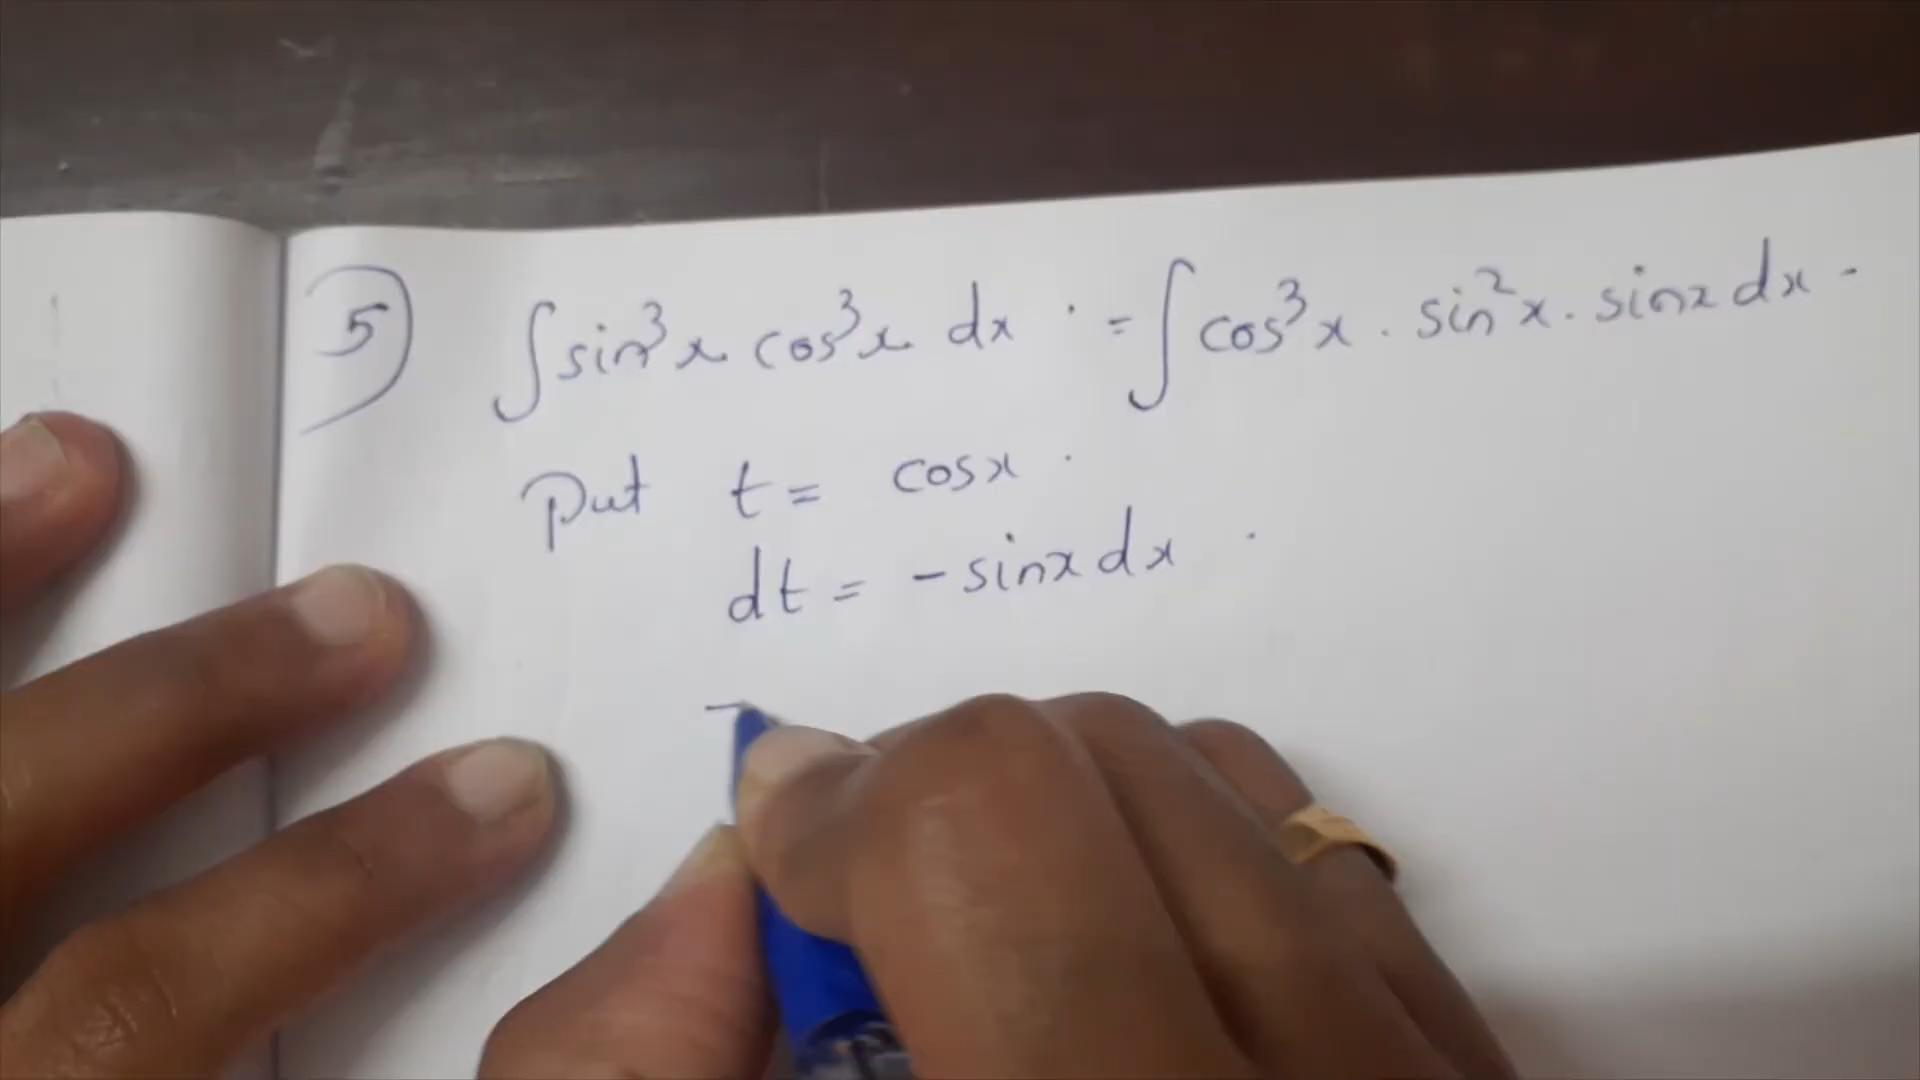 5) ∫ sin³x cos³x dx . = ∫ cos³x . sin²x . sinx dx .
Put t = cosx .
dt = - sinx dx .